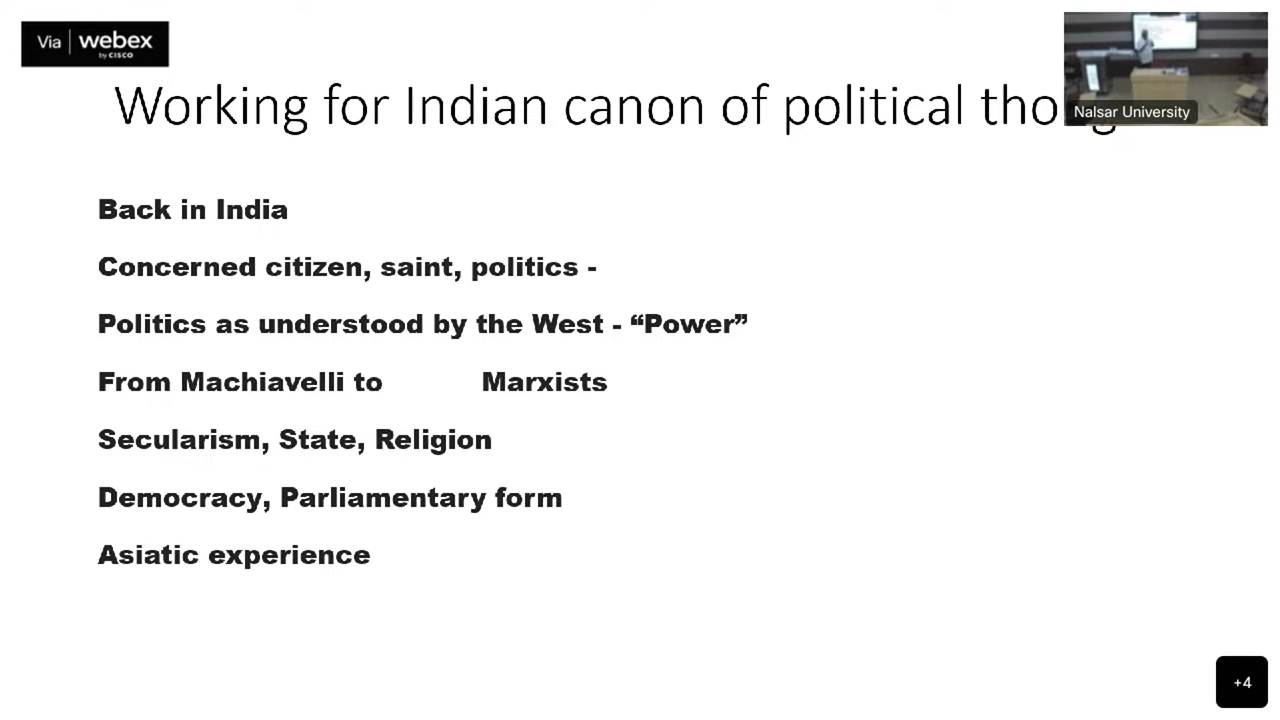 Via webex
by CISCO
Working for Indian canon of political
Nalsar University
Back in India
Concerned citizen, saint, politics -
Politics as understood by the West - “Power”
From Machiavelli to Marxists
Secularism, State, Religion
Democracy, Parliamentary form
Asiatic experience
+4